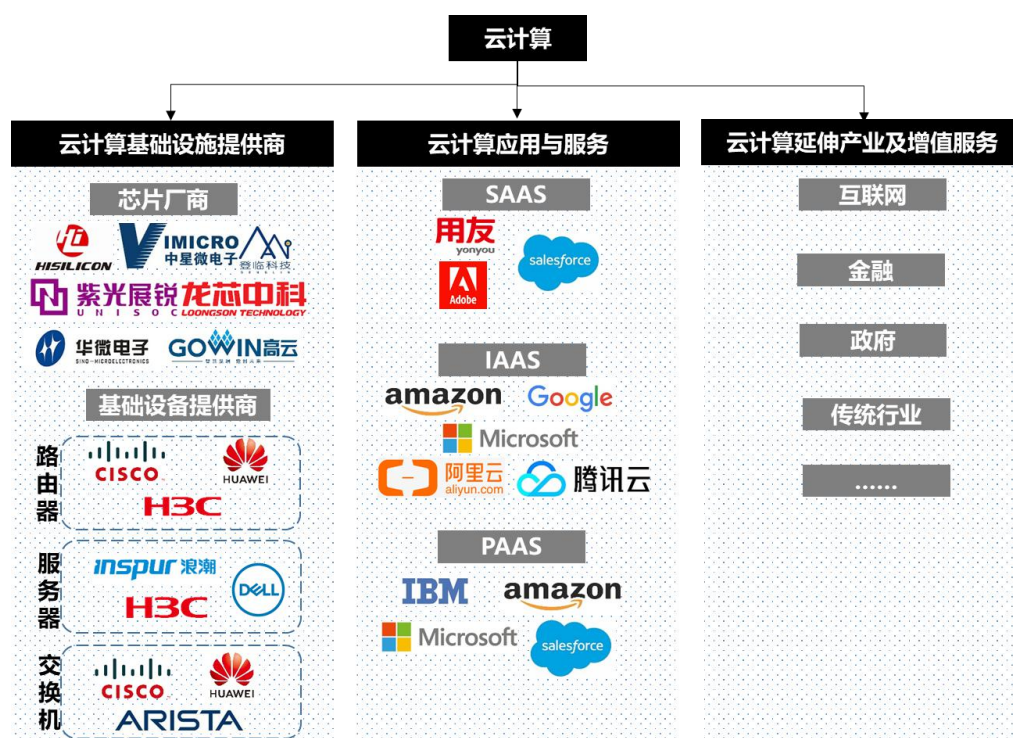 云计算
云计算基础设施提供商
芯片厂商
HISILICON
VIMICRO
中星微电子
登临科技
紫光展锐
UNISOC
龙芯中科
LOONGSON TECHNOLOGY
华微电子
SINO-MICROELECTRONICS
GOWIN高云
基础设备提供商
路由器
CISCO
HUAWEI
H3C
服务器
inspur 浪潮
DELL
H3C
交换机
CISCO
HUAWEI
ARISTA
云计算应用与服务
SAAS
用友
yonyou
salesforce
Adobe
IAAS
amazon
Google
Microsoft
阿里云
aliyun.com
腾讯云
PAAS
IBM
amazon
Microsoft
salesforce
云计算延伸产业及增值服务
互联网
金融
政府
传统行业
......